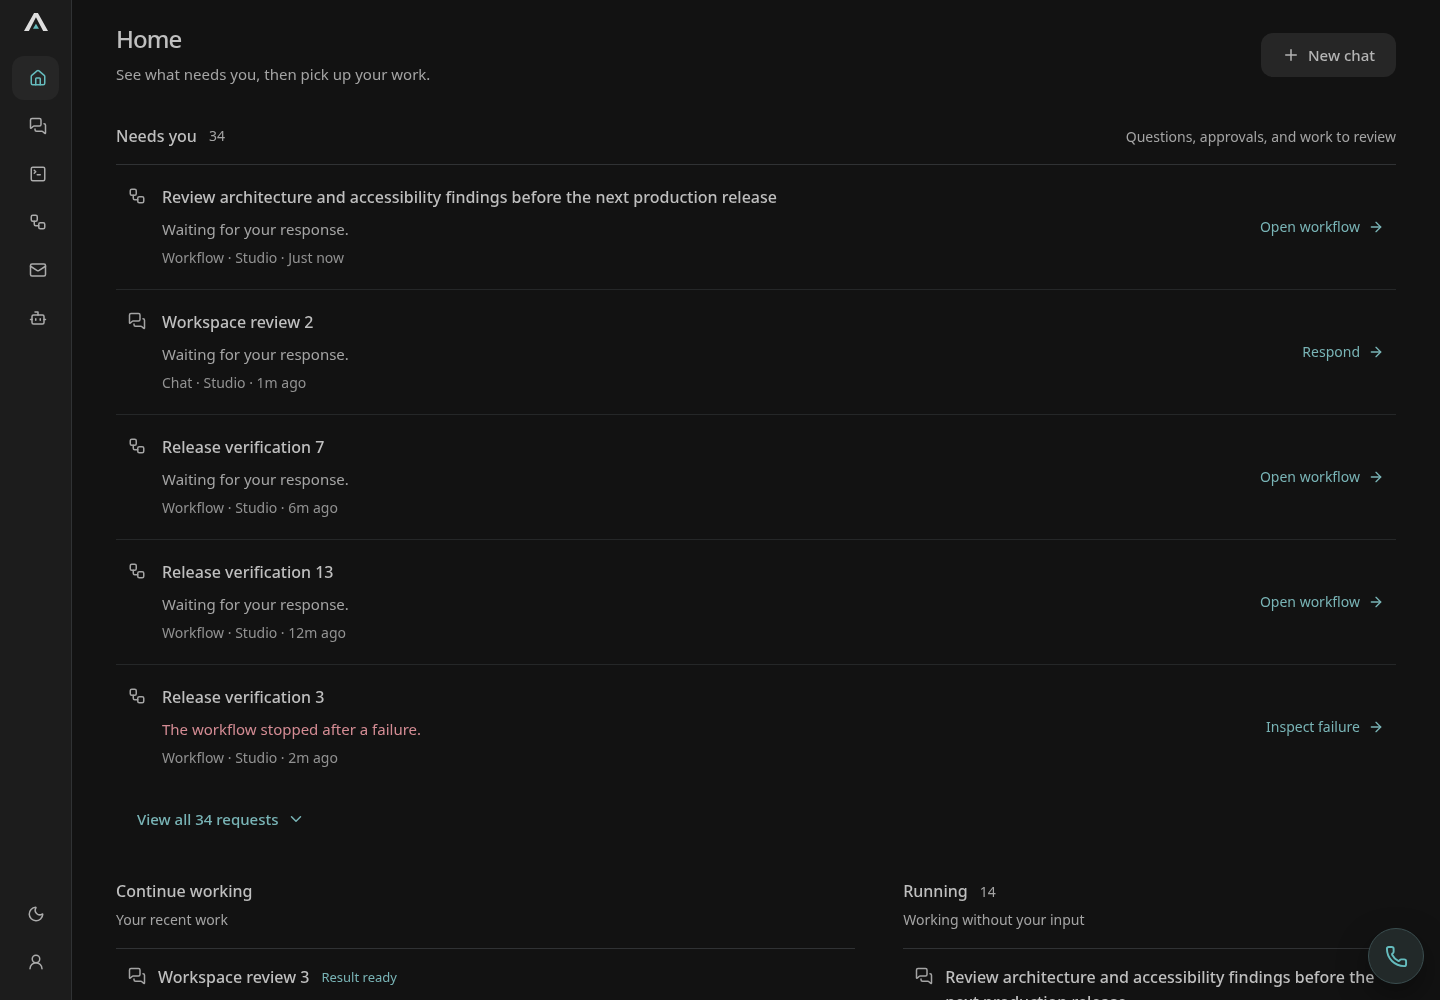 Home
See what needs you, then pick up your work.
New chat
Needs you 34
Questions, approvals, and work to review
Review architecture and accessibility findings before the next production release
Waiting for your response.
Workflow · Studio · Just now
Open workflow
Workspace review 2
Waiting for your response.
Chat · Studio · 1m ago
Respond
Release verification 7
Waiting for your response.
Workflow · Studio · 6m ago
Open workflow
Release verification 13
Waiting for your response.
Workflow · Studio · 12m ago
Open workflow
Release verification 3
The workflow stopped after a failure.
Workflow · Studio · 2m ago
Inspect failure
View all 34 requests
Continue working
Your recent work
Workspace review 3 Result ready
Running 14
Working without your input
Review architecture and accessibility findings before the
next production release